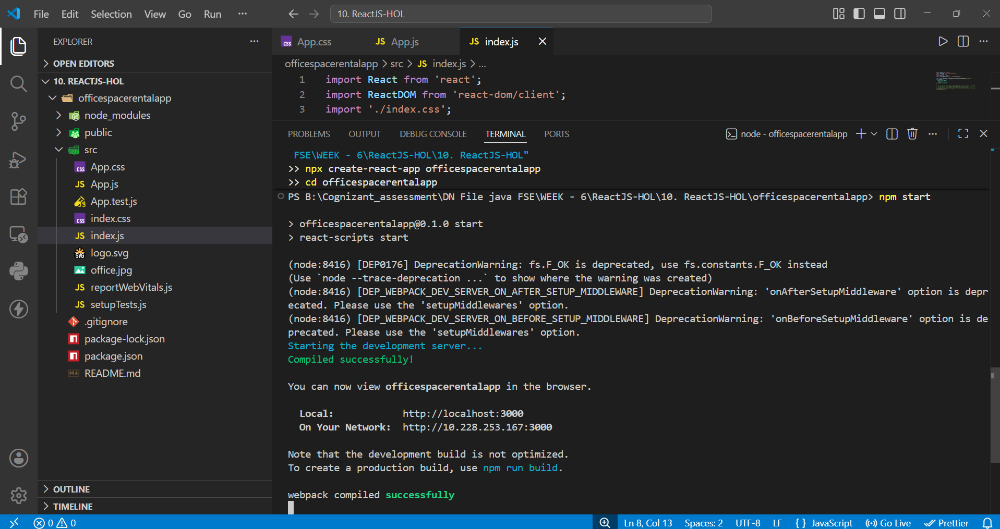 File Edit Selection View Go Run ···
10. ReactJS-HOL
EXPLORER
OPEN EDITORS
10. REACTJS-HOL
officespacerentalapp
node_modules
public
src
App.css
App.js
App.test.js
index.css
index.js
logo.svg
office.jpg
reportWebVitals.js
setupTests.js
.gitignore
package-lock.json
package.json
README.md
OUTLINE
TIMELINE
App.css
App.js
index.js
officespacerentalapp > src > JS index.js > ...
1 import React from 'react';
2 import ReactDOM from 'react-dom/client';
3 import './index.css';
PROBLEMS OUTPUT DEBUG CONSOLE TERMINAL PORTS
node - officespacerentalapp
FSE\WEEK - 6\ReactJS-HOL\10. ReactJS-HOL"
>> npx create-react-app officespacerentalapp
>> cd officespacerentalapp
PS B:\Cognizant_assessment\DN File java FSE\WEEK - 6\ReactJS-HOL\10. ReactJS-HOL\officespacerentalapp> npm start
> officespacerentalapp@0.1.0 start
> react-scripts start
(node:8416) [DEP0176] DeprecationWarning: fs.F_OK is deprecated, use fs.constants.F_OK instead
(Use `node --trace-deprecation ...` to show where the warning was created)
(node:8416) [DEP_WEBPACK_DEV_SERVER_ON_AFTER_SETUP_MIDDLEWARE] DeprecationWarning: 'onAfterSetupMiddleware' option is depr
ecated. Please use the 'setupMiddlewares' option.
(node:8416) [DEP_WEBPACK_DEV_SERVER_ON_BEFORE_SETUP_MIDDLEWARE] DeprecationWarning: 'onBeforeSetupMiddleware' option is de
precated. Please use the 'setupMiddlewares' option.
Starting the development server...
Compiled successfully!
You can now view officespacerentalapp in the browser.
Local: http://localhost:3000
On Your Network: http://10.228.253.167:3000
Note that the development build is not optimized.
To create a production build, use npm run build.
webpack compiled successfully
0 0
Ln 8, Col 13 Spaces: 2 UTF-8 LF { } JavaScript Go Live Prettier